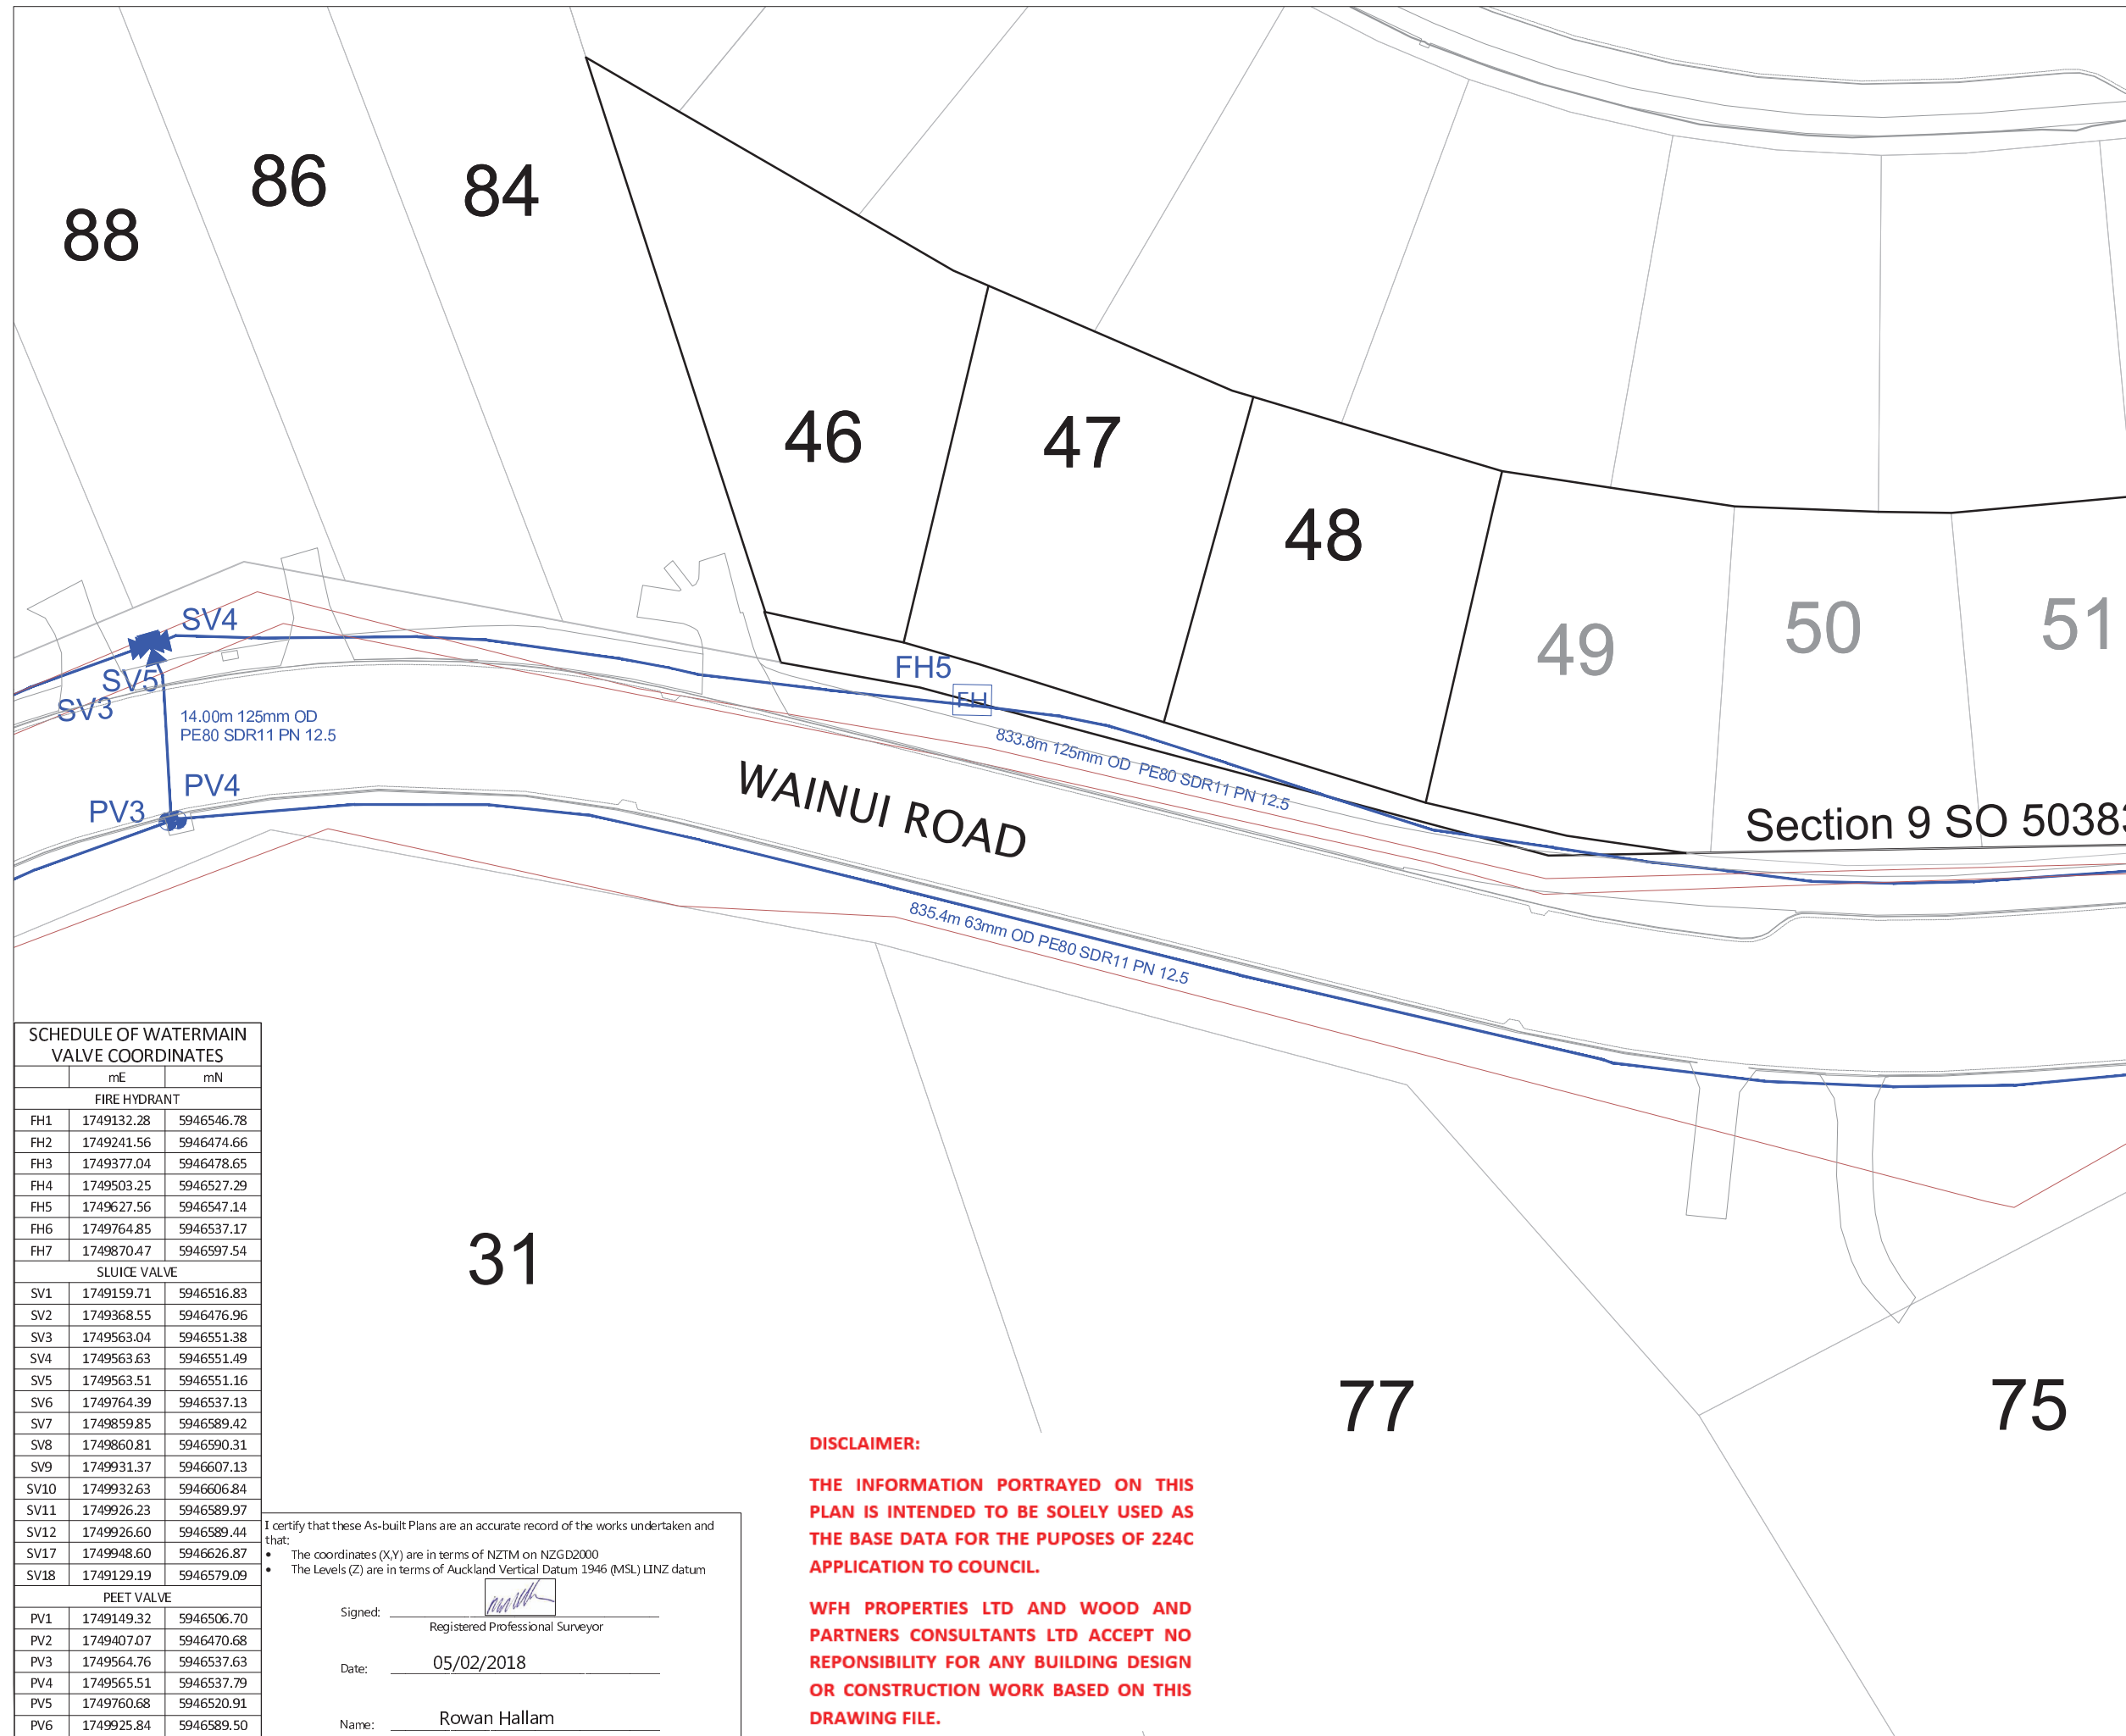 88
86
84
46
47
48
49
50
51
SV4
SV5
SV3
14.00m 125mm OD
PE80 SDR11 PN 12.5
PV4
PV3
FH5
FH
833.8m 125mm OD PE80 SDR11 PN 12.5
WAINUI ROAD
Section 9 SO 50383
835.4m 63mm OD PE80 SDR11 PN 12.5
31
77
75
SCHEDULE OF WATERMAIN
VALVE COORDINATES
mE mN
FIRE HYDRANT
FH1 1749132.28 5946546.78
FH2 1749241.56 5946474.66
FH3 1749377.04 5946478.65
FH4 1749503.25 5946527.29
FH5 1749627.56 5946547.14
FH6 1749764.85 5946537.17
FH7 1749870.47 5946597.54
SLUICE VALVE
SV1 1749159.71 5946516.83
SV2 1749368.55 5946476.96
SV3 1749563.04 5946551.38
SV4 1749563.63 5946551.49
SV5 1749563.51 5946551.16
SV6 1749764.39 5946537.13
SV7 1749859.85 5946589.42
SV8 1749860.81 5946590.31
SV9 1749931.37 5946607.13
SV10 1749932.63 5946606.84
SV11 1749926.23 5946589.97
SV12 1749926.60 5946589.44
SV17 1749948.60 5946626.87
SV18 1749129.19 5946579.09
PEET VALVE
PV1 1749149.32 5946506.70
PV2 1749407.07 5946470.68
PV3 1749564.76 5946537.63
PV4 1749565.51 5946537.79
PV5 1749760.68 5946520.91
PV6 1749925.84 5946589.50
I certify that these As-built Plans are an accurate record of the works undertaken and
that:
• The coordinates (X,Y) are in terms of NZTM on NZGD2000
• The Levels (Z) are in terms of Auckland Vertical Datum 1946 (MSL) LINZ datum
Signed:
Registered Professional Surveyor
Date: 05/02/2018
Name: Rowan Hallam
DISCLAIMER:
THE INFORMATION PORTRAYED ON THIS
PLAN IS INTENDED TO BE SOLELY USED AS
THE BASE DATA FOR THE PUPOSES OF 224C
APPLICATION TO COUNCIL.
WFH PROPERTIES LTD AND WOOD AND
PARTNERS CONSULTANTS LTD ACCEPT NO
REPONSIBILITY FOR ANY BUILDING DESIGN
OR CONSTRUCTION WORK BASED ON THIS
DRAWING FILE.